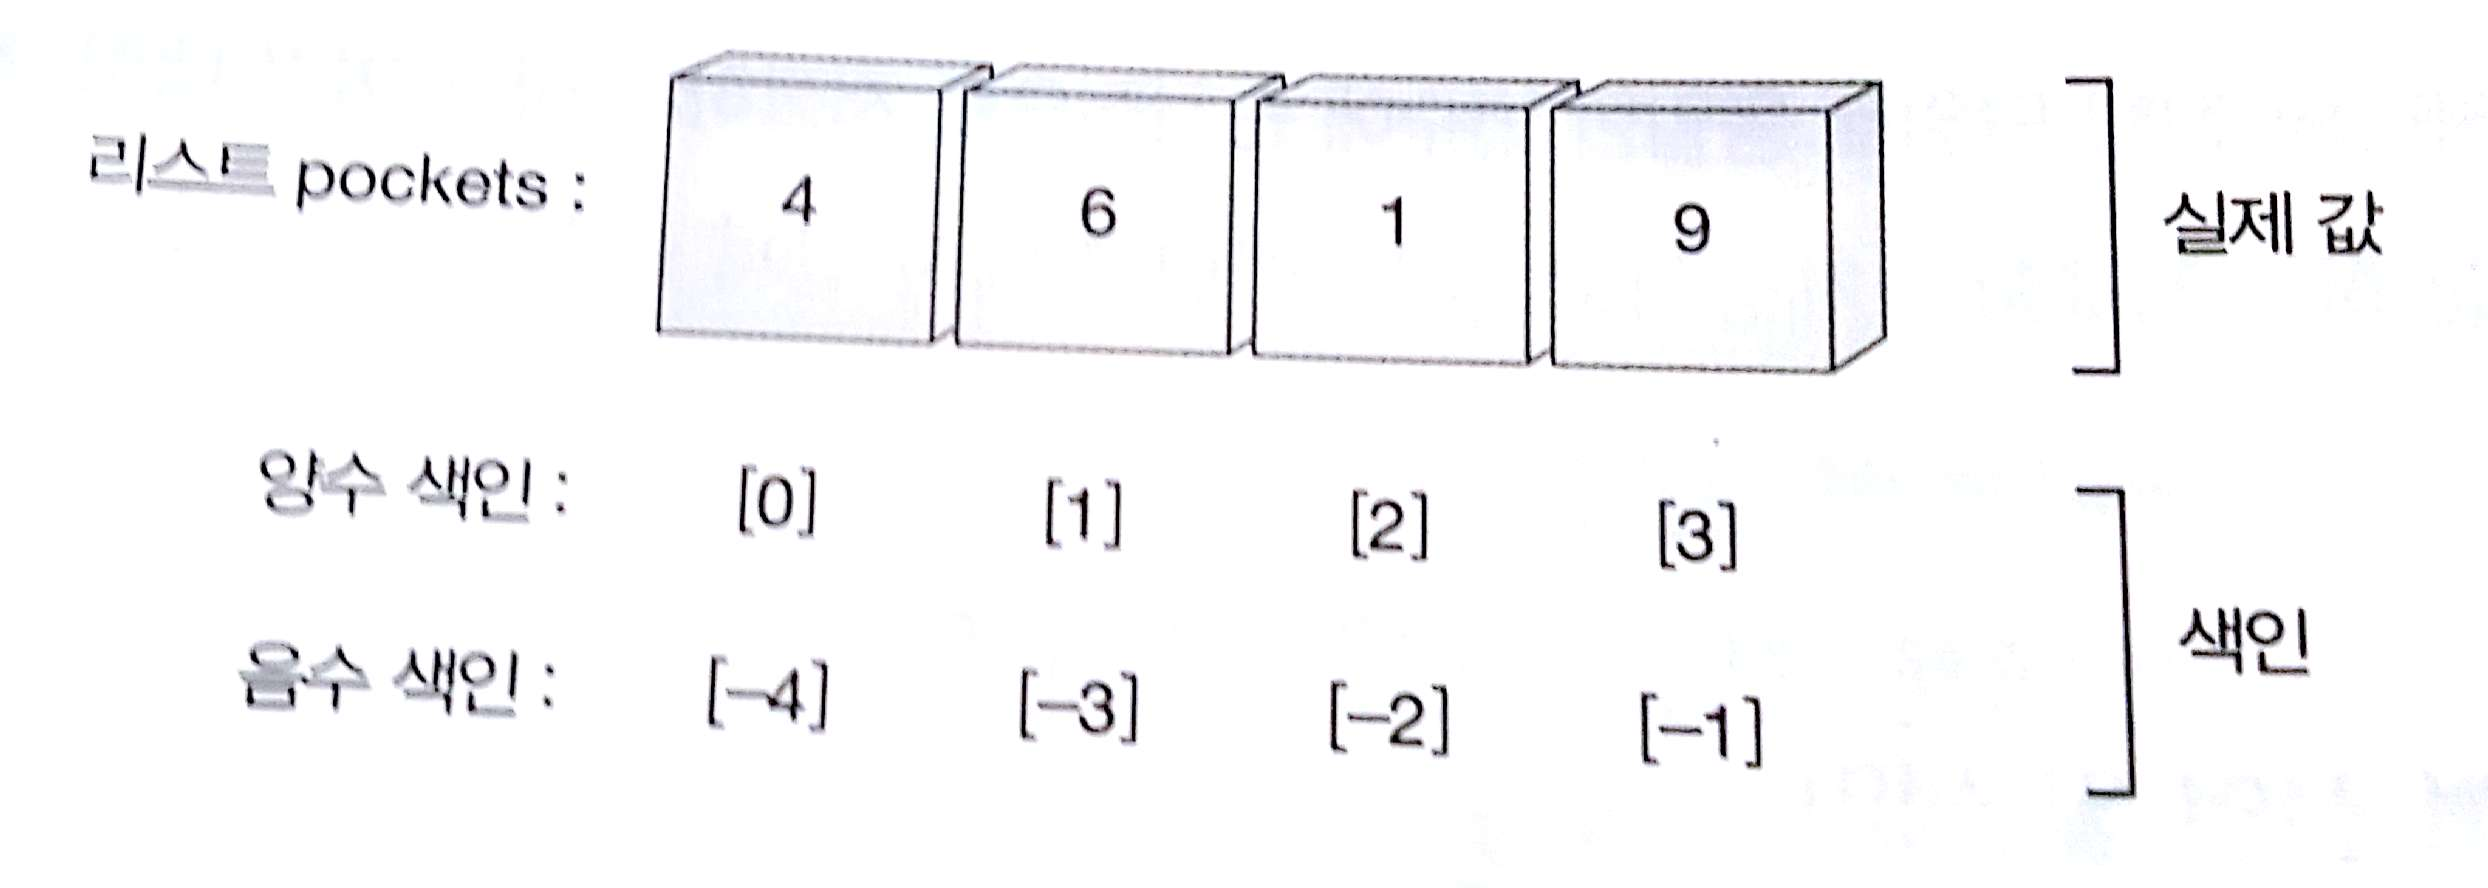 리스트 pockets : 4 6 1 9 실제 값
양수 색인 : [0] [1] [2] [3]
음수 색인 : [–4] [–3] [–2] [–1]
색인